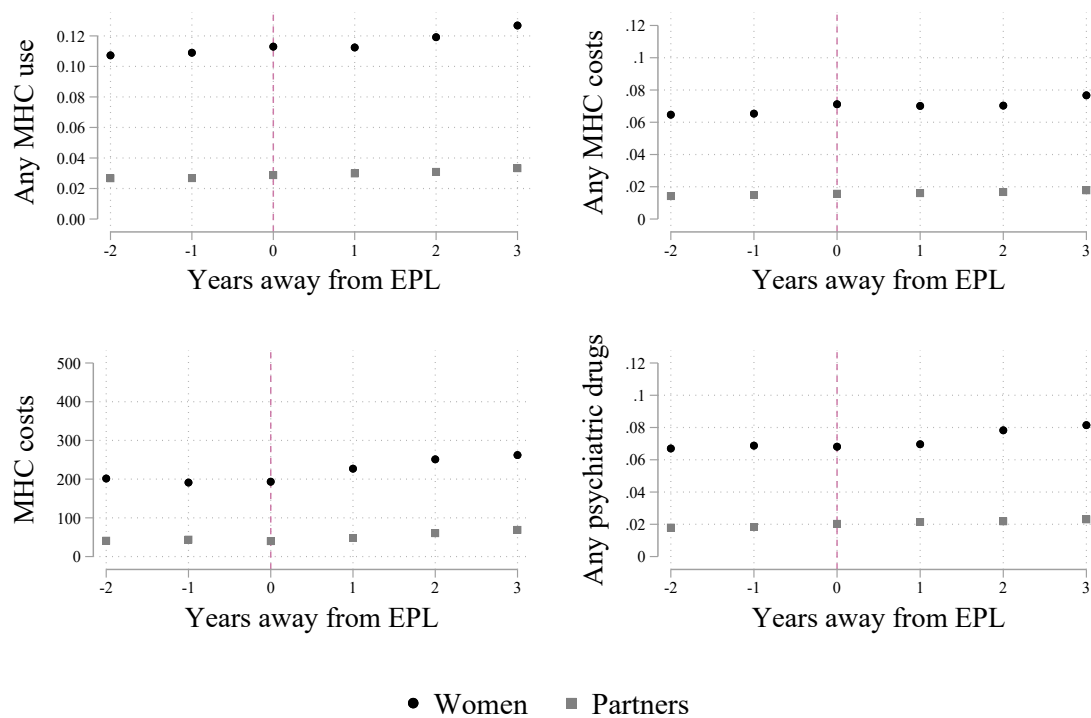 Any MHC use
0.12
0.10
0.08
0.06
0.04
0.02
0.00
-2 -1 0 1 2 3
Years away from EPL
Any MHC costs
.12
.1
.08
.06
.04
.02
0
-2 -1 0 1 2 3
Years away from EPL
MHC costs
500
400
300
200
100
0
-2 -1 0 1 2 3
Years away from EPL
Any psychiatric drugs
.12
.1
.08
.06
.04
.02
0
-2 -1 0 1 2 3
Years away from EPL
Women Partners